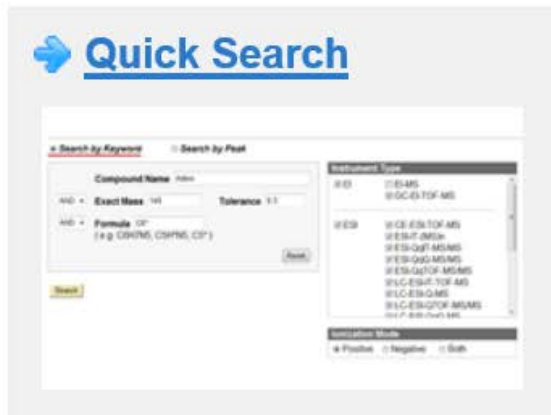 Quick Search
Search by Keyword Search by Peak
Compound Name
AND Exact Mass Tolerance 0.3
AND Formula
(e.g. C6H7N5, C5H*N5, C5*)
Reset
Search
Instrument Type
EI EI-MS
GC-EI-TOF-MS
ESI CE-ESI-TOF-MS
ESI-IT-(MS)n
ESI-QqIT-MS/MS
ESI-QqQ-MS/MS
ESI-QqTOF-MS/MS
LC-ESI-IT-TOF-MS
LC-ESI-Q-MS
LC-ESI-QTOF-MS/MS
Ionization Mode
Positive Negative Both